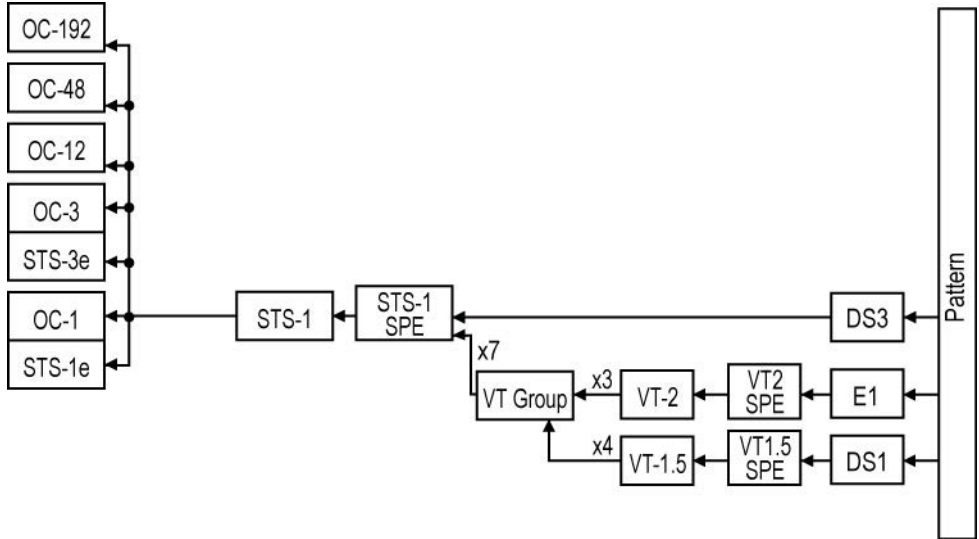 OC-192
OC-48
OC-12
OC-3
STS-3e
OC-1
STS-1e
STS-1
STS-1
SPE
x7
VT Group
x3
VT-2
VT2
SPE
E1
DS3
x4
VT-1.5
VT1.5
SPE
DS1
Pattern